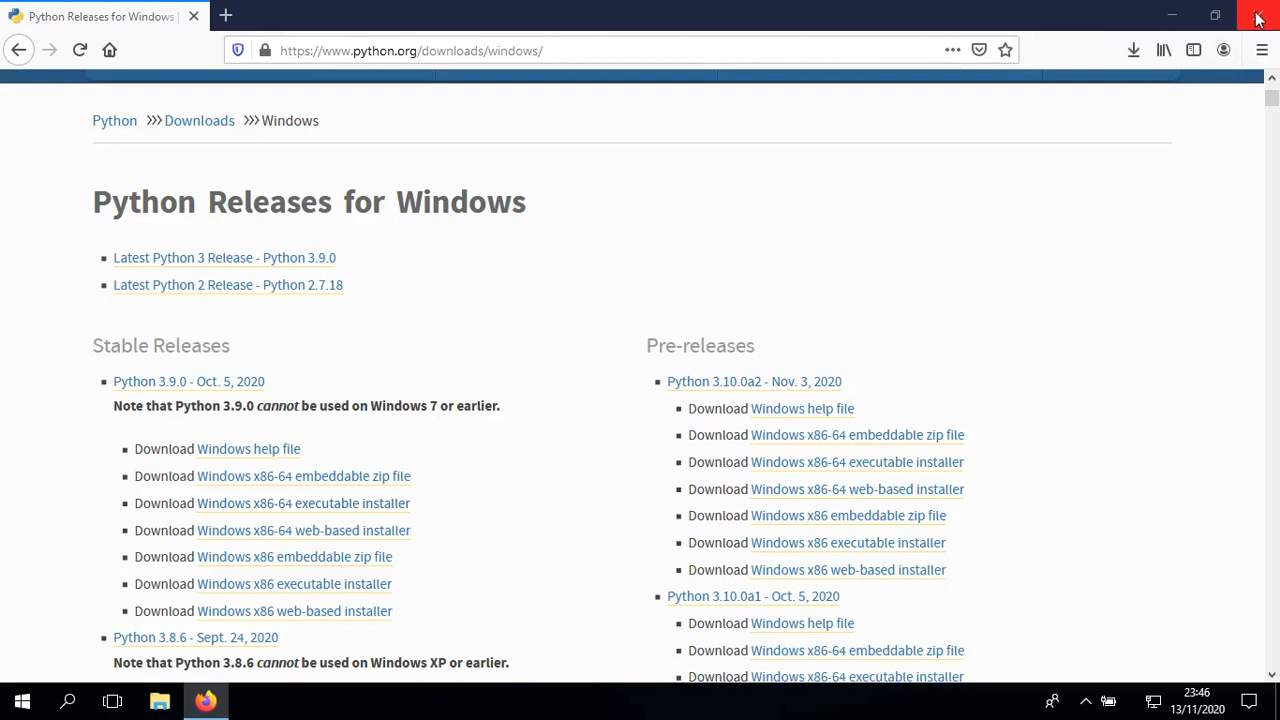 Python Releases for Windows |
https://www.python.org/downloads/windows/
Python >>> Downloads >>> Windows
Python Releases for Windows
Latest Python 3 Release - Python 3.9.0
Latest Python 2 Release - Python 2.7.18
Stable Releases
Python 3.9.0 - Oct. 5, 2020
Note that Python 3.9.0 cannot be used on Windows 7 or earlier.
Download Windows help file
Download Windows x86-64 embeddable zip file
Download Windows x86-64 executable installer
Download Windows x86-64 web-based installer
Download Windows x86 embeddable zip file
Download Windows x86 executable installer
Download Windows x86 web-based installer
Python 3.8.6 - Sept. 24, 2020
Note that Python 3.8.6 cannot be used on Windows XP or earlier.
Pre-releases
Python 3.10.0a2 - Nov. 3, 2020
Download Windows help file
Download Windows x86-64 embeddable zip file
Download Windows x86-64 executable installer
Download Windows x86-64 web-based installer
Download Windows x86 embeddable zip file
Download Windows x86 executable installer
Download Windows x86 web-based installer
Python 3.10.0a1 - Oct. 5, 2020
Download Windows help file
Download Windows x86-64 embeddable zip file
Download Windows x86-64 executable installer
23:46
13/11/2020